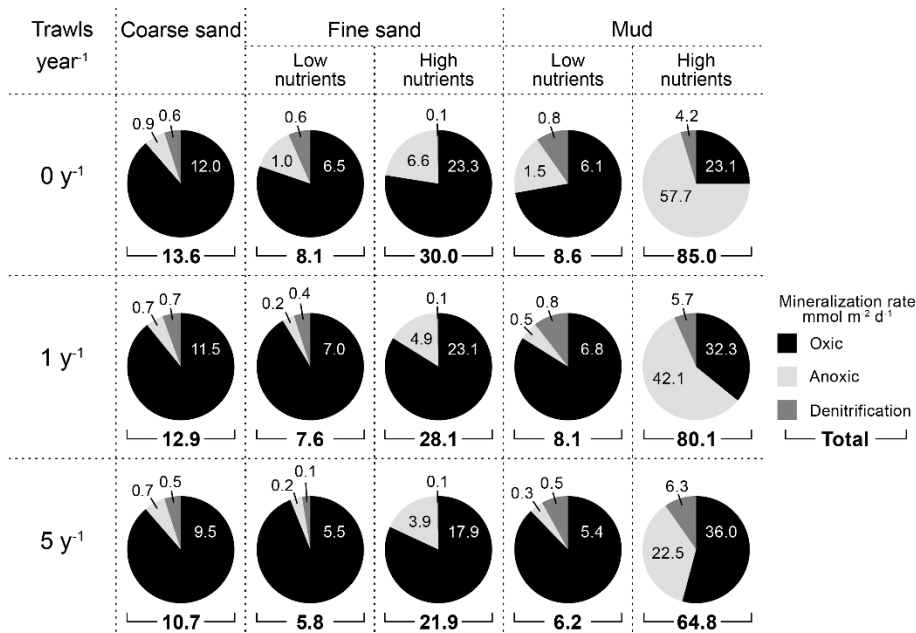 Trawls year⁻¹
Coarse sand
Fine sand
Mud
Low nutrients
High nutrients
Low nutrients
High nutrients
0 y⁻¹
0.9 0.6 12.0
13.6
0.6 1.0 6.5
8.1
0.1 6.6 23.3
30.0
0.8 1.5 6.1
8.6
4.2 23.1 57.7
85.0
1 y⁻¹
0.7 0.7 11.5
12.9
0.2 0.4 7.0
7.6
0.1 4.9 23.1
28.1
0.5 0.8 6.8
8.1
5.7 32.3 42.1
80.1
5 y⁻¹
0.7 0.5 9.5
10.7
0.2 0.1 5.5
5.8
0.1 3.9 17.9
21.9
0.3 0.5 5.4
6.2
6.3 36.0 22.5
64.8
Mineralization rate
mmol m⁻² d⁻¹
Oxic
Anoxic
Denitrification
Total